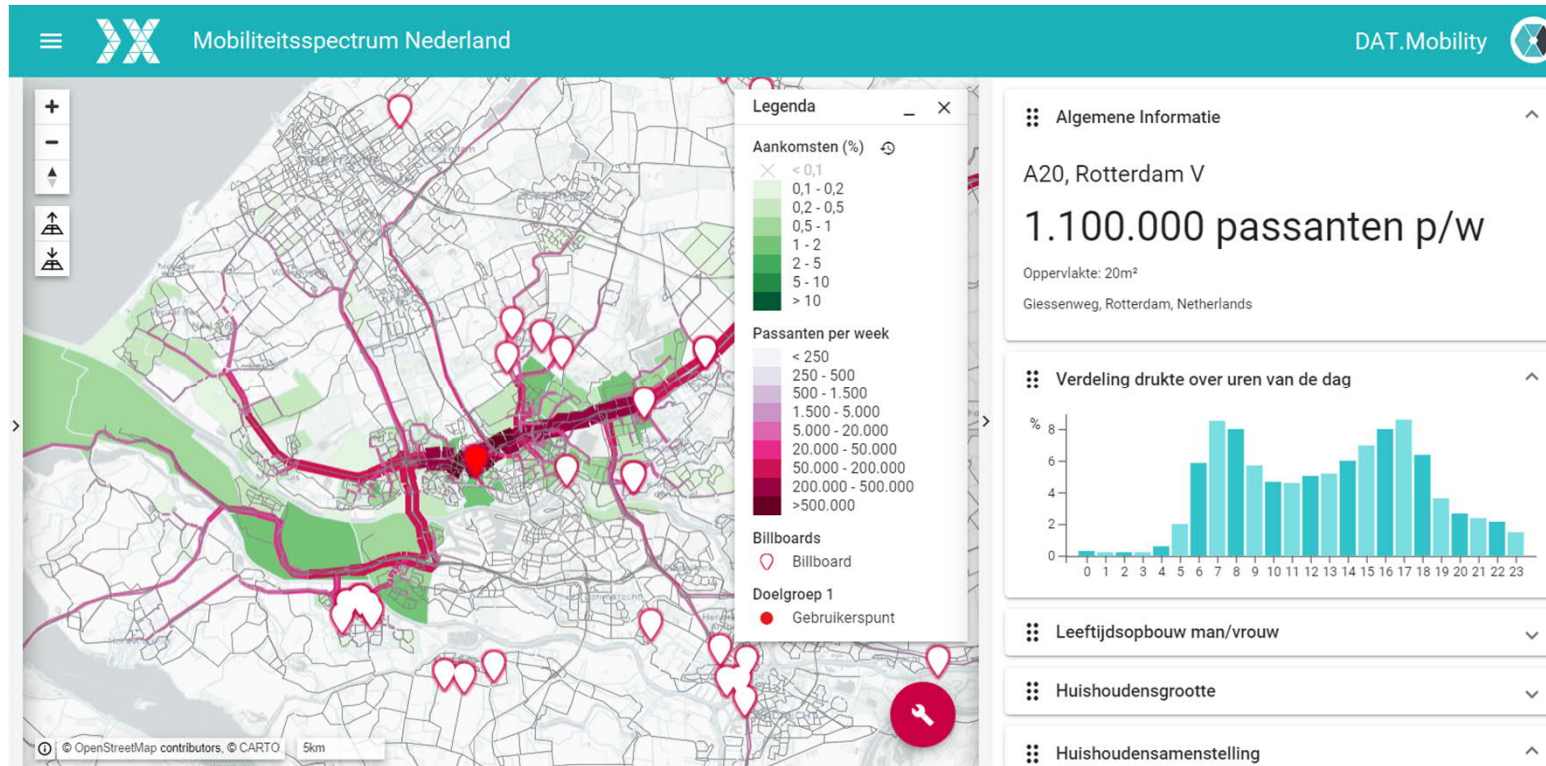 Mobiliteitsspectrum Nederland
DAT.Mobility
Legenda
Aankomsten (%)
< 0,1
0,1 - 0,2
0,2 - 0,5
0,5 - 1
1 - 2
2 - 5
5 - 10
> 10
Passanten per week
< 250
250 - 500
500 - 1.500
1.500 - 5.000
5.000 - 20.000
20.000 - 50.000
50.000 - 200.000
200.000 - 500.000
>500.000
Billboards
Billboard
Doelgroep 1
Gebruikerspunt
© OpenStreetMap contributors, © CARTO
5km
Algemene Informatie
A20, Rotterdam V
1.100.000 passanten p/w
Oppervlakte: 20m²
Giessenweg, Rotterdam, Netherlands
Verdeling drukte over uren van de dag
%
8
6
4
2
0
0 1 2 3 4 5 6 7 8 9 10 11 12 13 14 15 16 17 18 19 20 21 22 23
Leeftijdsopbouw man/vrouw
Huishoudensgrootte
Huishoudensamenstelling